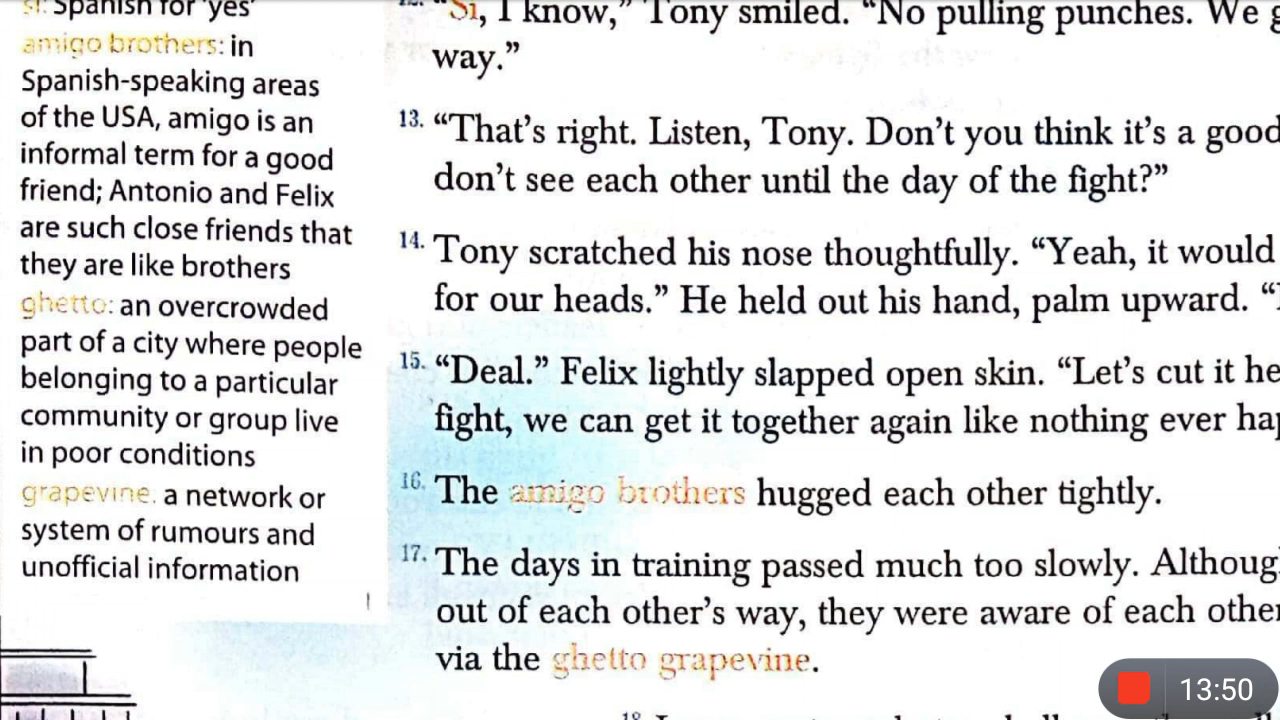 si: Spanish for 'yes'
amigo brothers: in
Spanish-speaking areas
of the USA, amigo is an
informal term for a good
friend; Antonio and Felix
are such close friends that
they are like brothers
ghetto: an overcrowded
part of a city where people
belonging to a particular
community or group live
in poor conditions
grapevine: a network or
system of rumours and
unofficial information
12. “Si, I know,” Tony smiled. “No pulling punches. We
way.”
13. “That’s right. Listen, Tony. Don’t you think it’s a good
don’t see each other until the day of the fight?”
14. Tony scratched his nose thoughtfully. “Yeah, it would
for our heads.” He held out his hand, palm upward. “
15. “Deal.” Felix lightly slapped open skin. “Let’s cut it
fight, we can get it together again like nothing ever
16. The amigo brothers hugged each other tightly.
17. The days in training passed much too slowly. Although
out of each other’s way, they were aware of each other
via the ghetto grapevine.
18.
13:50